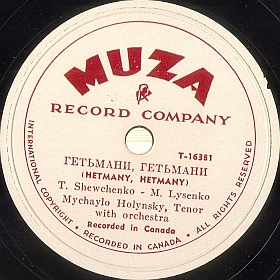 MUZA
RECORD COMPANY
T-16381
ГЕТЬМАНИ, ГЕТЬМАНИ
(HETMANY, HETMANY)
T. Shewchenko - M. Lysenko
Mychaylo Holynsky, Tenor
with orchestra
Recorded in Canada
INTERNATIONAL COPYRIGHT • RECORDED IN CANADA • ALL RIGHTS RESERVED